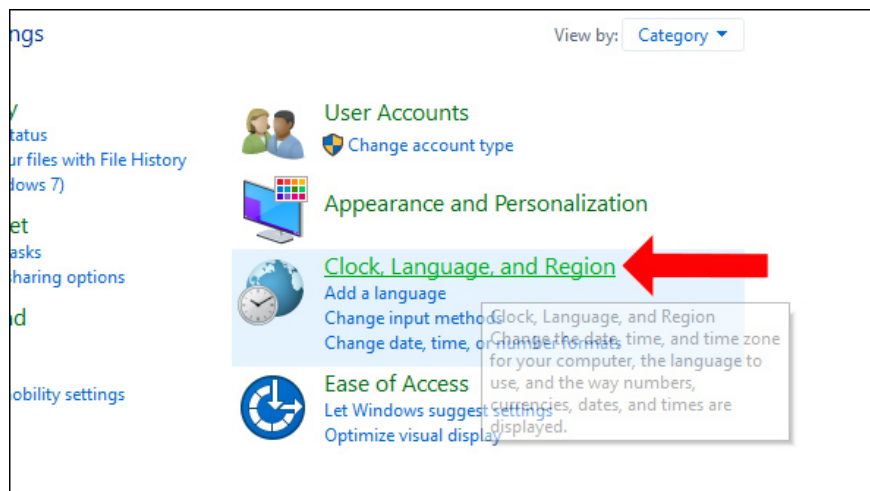 ngs
View by: Category
y
tatus
ur files with File History
dows 7)
et
asks
sharing options
nd
obility settings
User Accounts
Change account type
Appearance and Personalization
Clock, Language, and Region
Add a language
Change input methods
Change date, time, or number formats
Clock, Language, and Region
Change the date, time, and time zone
for your computer, the language to
use, and the way numbers,
currencies, dates, and times are
displayed.
Ease of Access
Let Windows suggest settings
Optimize visual display